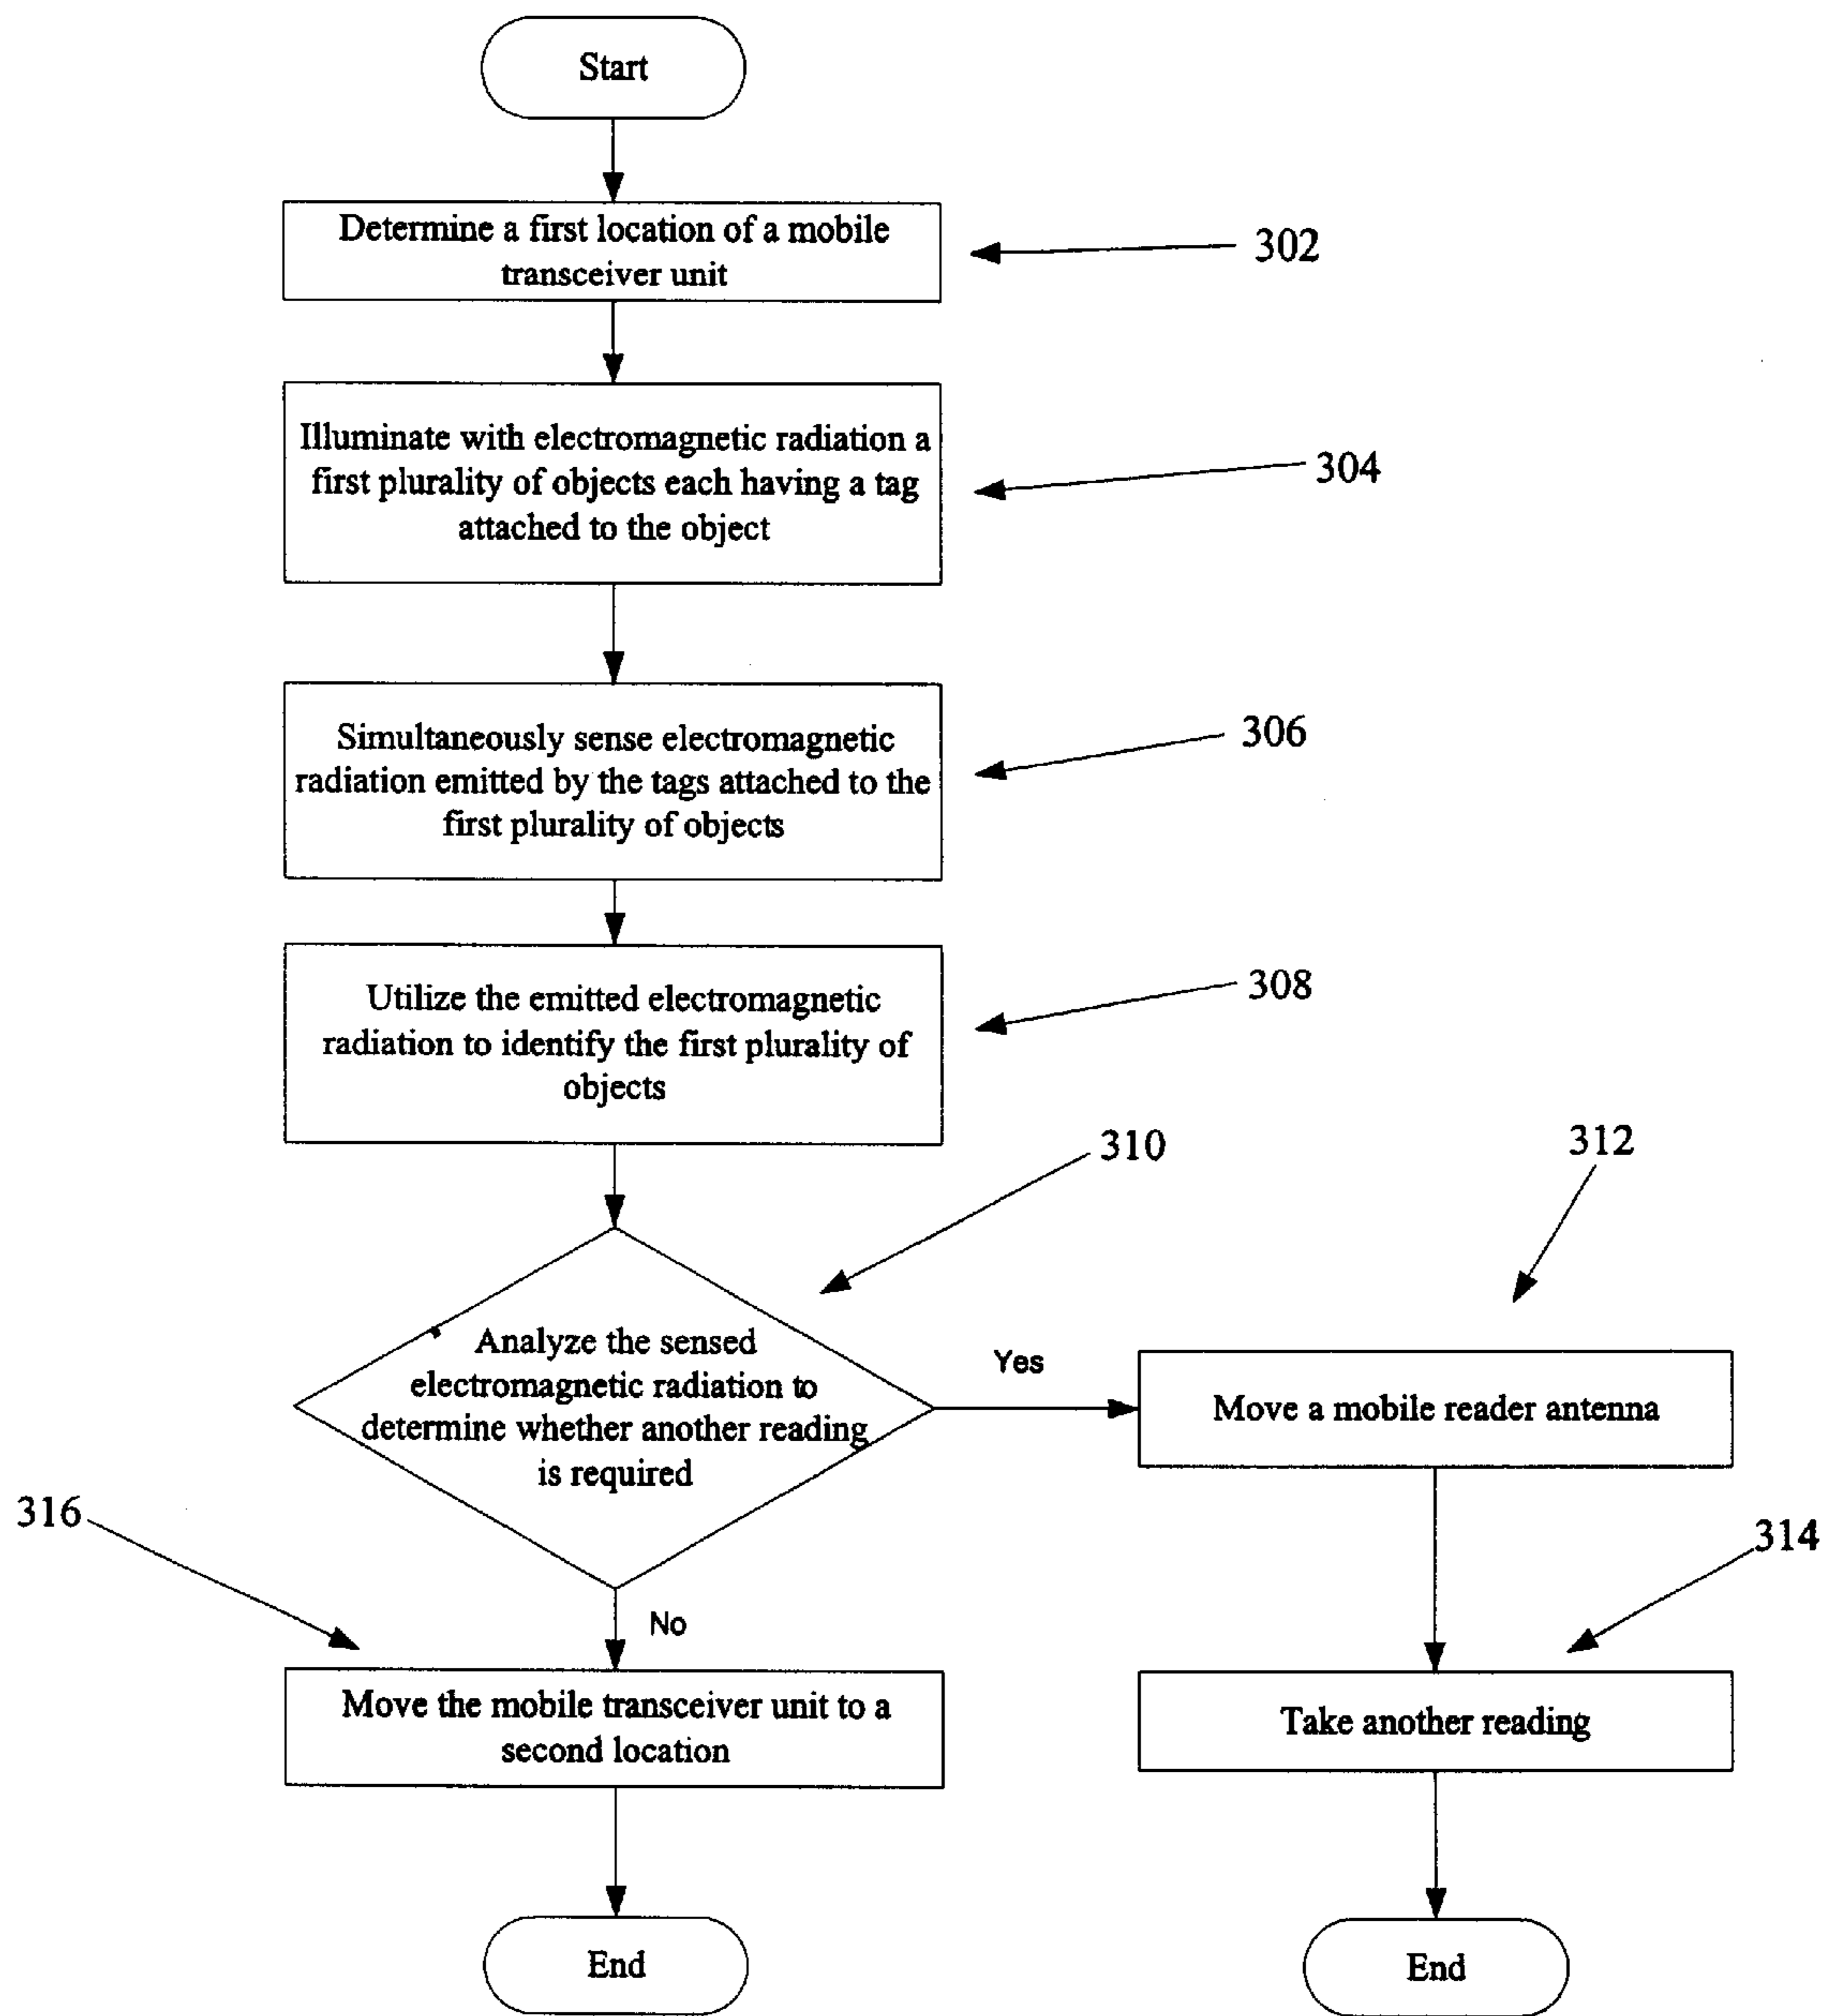 Start
Determine a first location of a mobile
transceiver unit
302
Illuminate with electromagnetic radiation a
first plurality of objects each having a tag
attached to the object
304
Simultaneously sense electromagnetic
radiation emitted by the tags attached to the
first plurality of objects
306
Utilize the emitted electromagnetic
radiation to identify the first plurality of
objects
308
310
312
Analyze the sensed
electromagnetic radiation to
determine whether another reading
is required
Yes
Move a mobile reader antenna
316
314
No
Move the mobile transceiver unit to a
second location
Take another reading
End
End